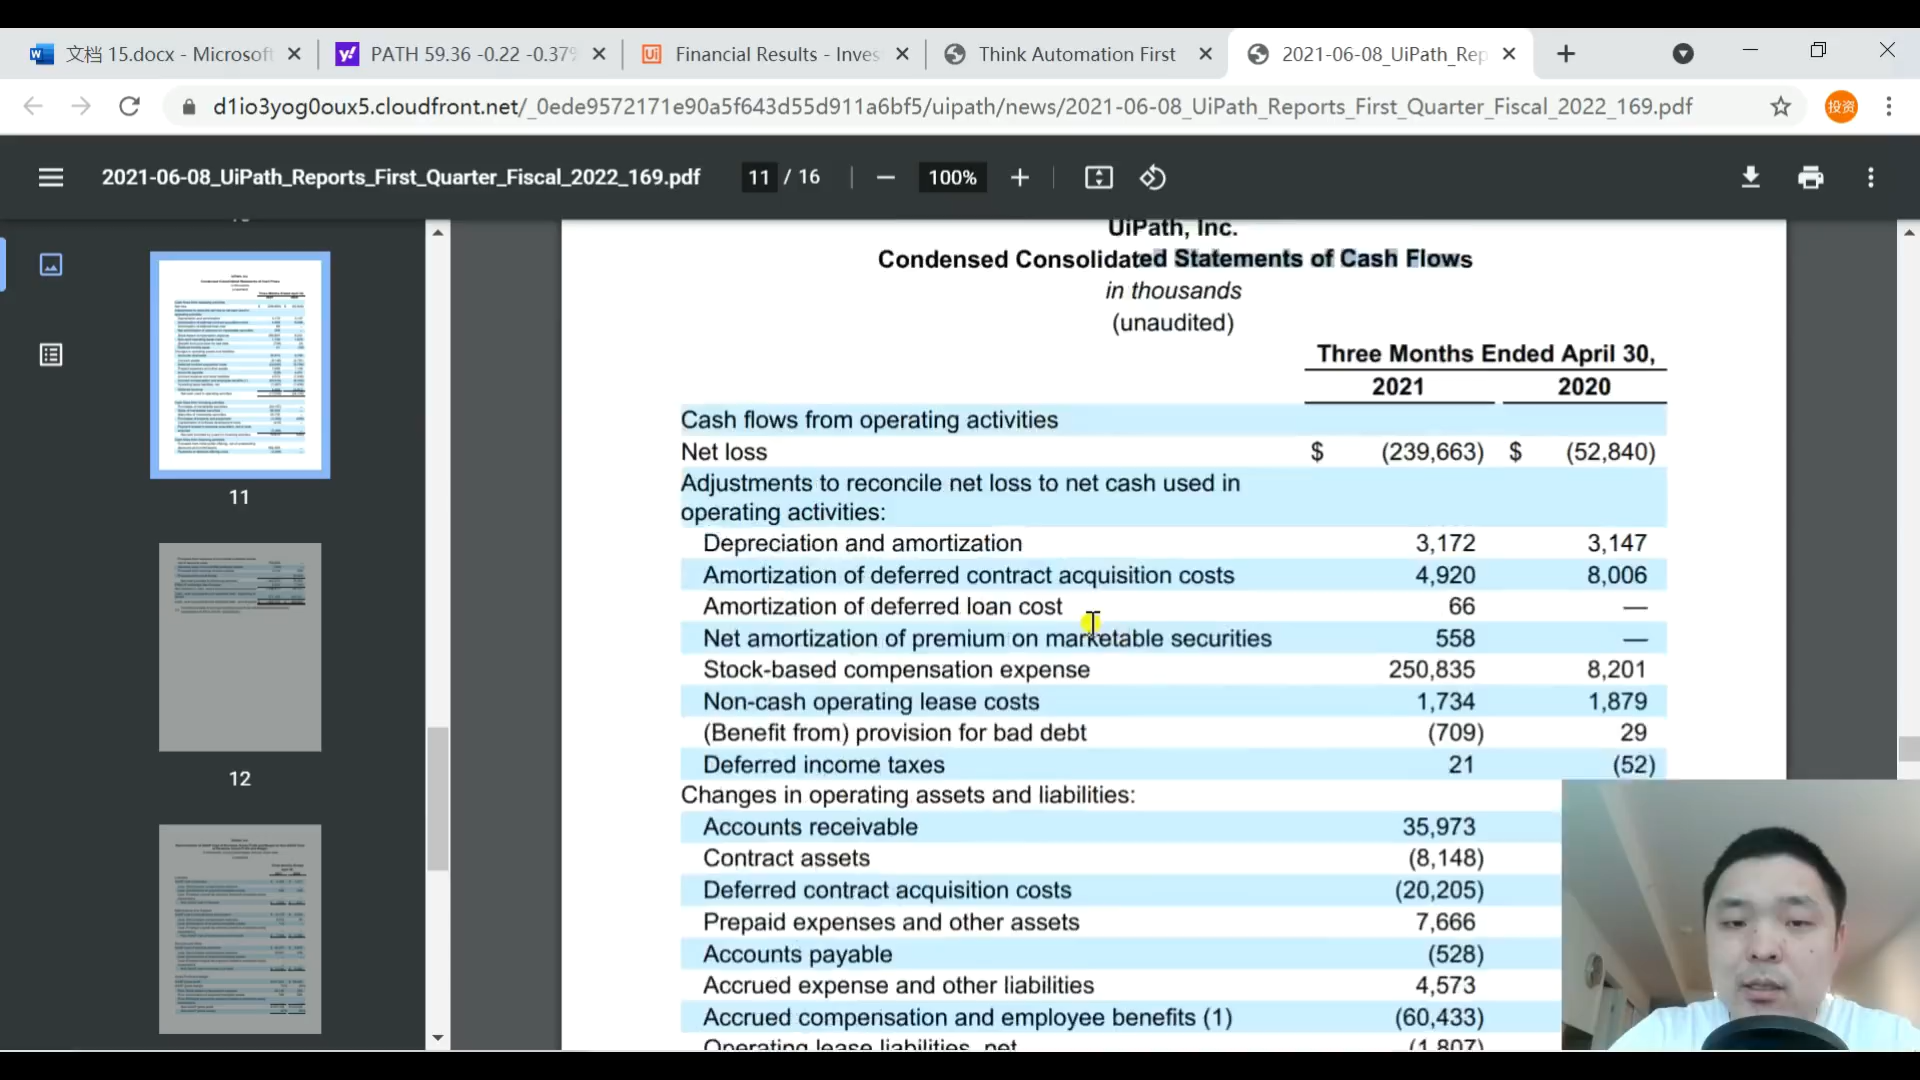 文档 15.docx - Microsoft
PATH 59.36 -0.22 -0.37%
Financial Results - Inves
Think Automation First
2021-06-08_UiPath_Rep
d1io3yog0oux5.cloudfront.net/_0ede9572171e90a5f643d55d911a6bf5/uipath/news/2021-06-08_UiPath_Reports_First_Quarter_Fiscal_2022_169.pdf
投资
2021-06-08_UiPath_Reports_First_Quarter_Fiscal_2022_169.pdf
11 / 16
100%
11
12
UiPath, Inc.
Condensed Consolidated Statements of Cash Flows
in thousands
(unaudited)
Three Months Ended April 30,
2021 2020
Cash flows from operating activities
Net loss $ (239,663) $ (52,840)
Adjustments to reconcile net loss to net cash used in
operating activities:
Depreciation and amortization 3,172 3,147
Amortization of deferred contract acquisition costs 4,920 8,006
Amortization of deferred loan cost 66 —
Net amortization of premium on marketable securities 558 —
Stock-based compensation expense 250,835 8,201
Non-cash operating lease costs 1,734 1,879
(Benefit from) provision for bad debt (709) 29
Deferred income taxes 21 (52)
Changes in operating assets and liabilities:
Accounts receivable 35,973
Contract assets (8,148)
Deferred contract acquisition costs (20,205)
Prepaid expenses and other assets 7,666
Accounts payable (528)
Accrued expense and other liabilities 4,573
Accrued compensation and employee benefits (1) (60,433)
Operating lease liabilities, net (1,807)